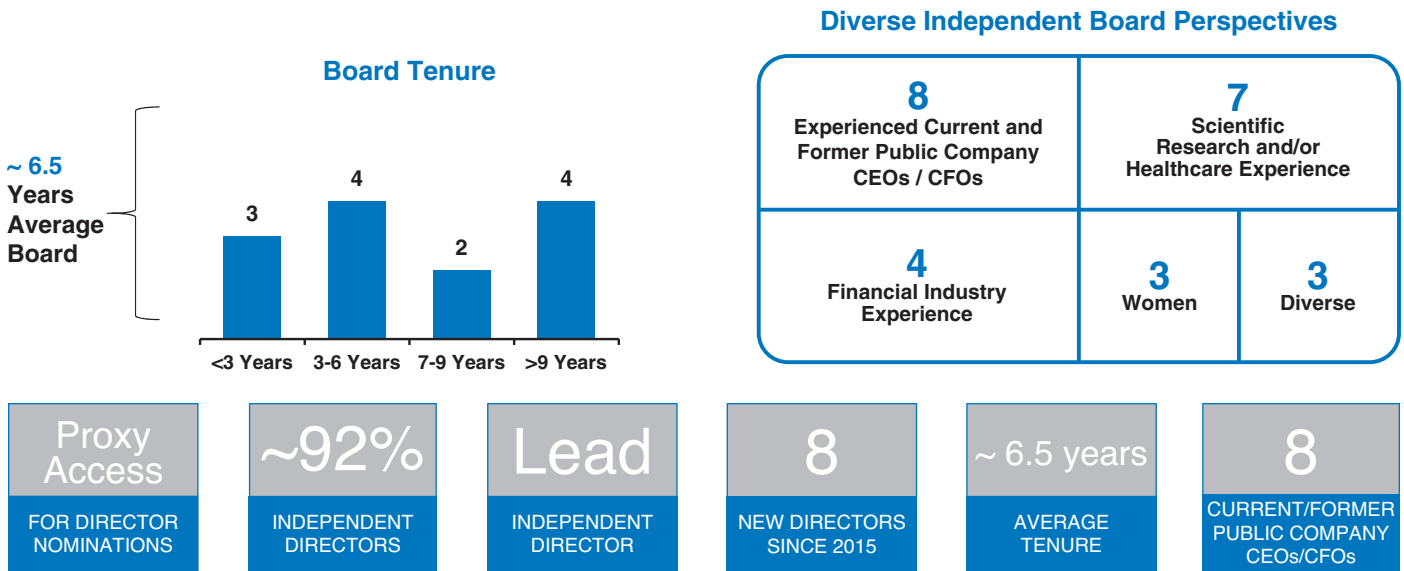 Board Tenure
~ 6.5
Years
Average
Board
3
4
2
4
<3 Years
3-6 Years
7-9 Years
>9 Years
Diverse Independent Board Perspectives
8
Experienced Current and
Former Public Company
CEOs / CFOs
7
Scientific
Research and/or
Healthcare Experience
4
Financial Industry
Experience
3
Women
3
Diverse
Proxy
Access
FOR DIRECTOR
NOMINATIONS
~92%
INDEPENDENT
DIRECTORS
Lead
INDEPENDENT
DIRECTOR
8
NEW DIRECTORS
SINCE 2015
~ 6.5 years
AVERAGE
TENURE
8
CURRENT/FORMER
PUBLIC COMPANY
CEOs/CFOs